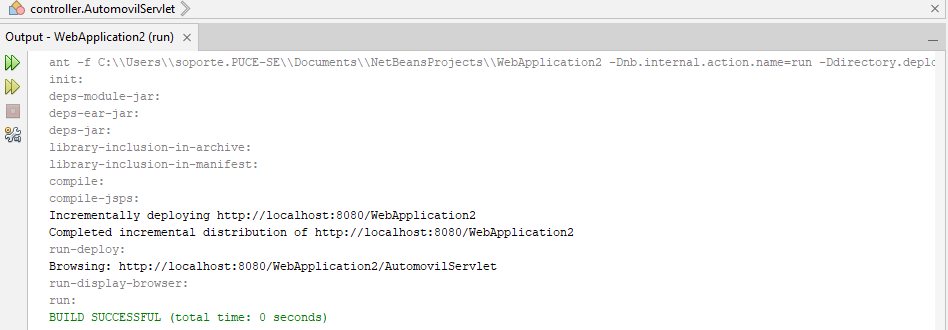 controller.AutomovilServlet
Output - WebApplication2 (run)
ant -f C:\\Users\\soporte.PUCE-SE\\Documents\\NetBeansProjects\\WebApplication2 -Dnb.internal.action.name=run -Ddirectory.deplo
init:
deps-module-jar:
deps-ear-jar:
deps-jar:
library-inclusion-in-archive:
library-inclusion-in-manifest:
compile:
compile-jsps:
Incrementally deploying http://localhost:8080/WebApplication2
Completed incremental distribution of http://localhost:8080/WebApplication2
run-deploy:
Browsing: http://localhost:8080/WebApplication2/AutomovilServlet
run-display-browser:
run:
BUILD SUCCESSFUL (total time: 0 seconds)